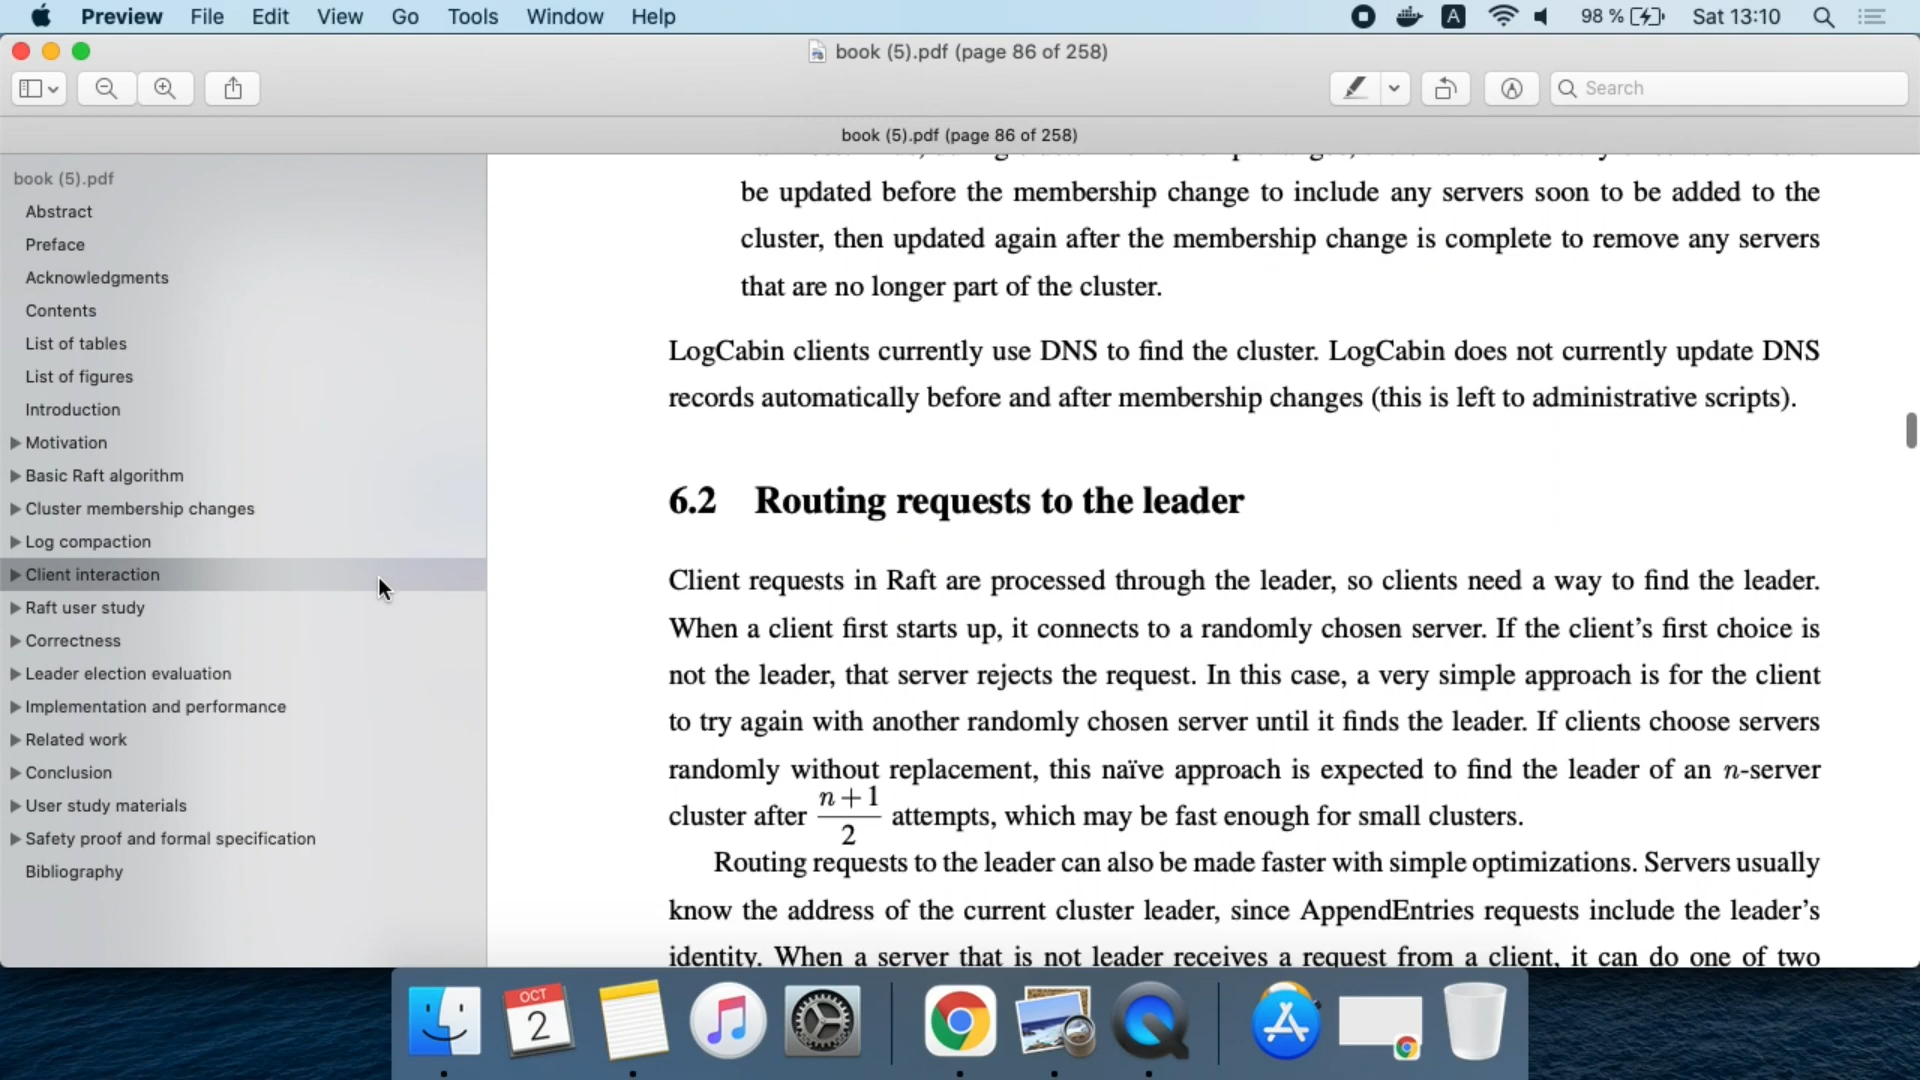 Preview File Edit View Go Tools Window Help A 98 % Sat 13:10
book (5).pdf (page 86 of 258)
Search
book (5).pdf (page 86 of 258)
book (5).pdf
Abstract
Preface
Acknowledgments
Contents
List of tables
List of figures
Introduction
Motivation
Basic Raft algorithm
Cluster membership changes
Log compaction
Client interaction
Raft user study
Correctness
Leader election evaluation
Implementation and performance
Related work
Conclusion
User study materials
Safety proof and formal specification
Bibliography
be updated before the membership change to include any servers soon to be added to the
cluster, then updated again after the membership change is complete to remove any servers
that are no longer part of the cluster.
LogCabin clients currently use DNS to find the cluster. LogCabin does not currently update DNS
records automatically before and after membership changes (this is left to administrative scripts).
6.2 Routing requests to the leader
Client requests in Raft are processed through the leader, so clients need a way to find the leader.
When a client first starts up, it connects to a randomly chosen server. If the client’s first choice is
not the leader, that server rejects the request. In this case, a very simple approach is for the client
to try again with another randomly chosen server until it finds the leader. If clients choose servers
randomly without replacement, this naïve approach is expected to find the leader of an n-server
cluster after n+1/2 attempts, which may be fast enough for small clusters.
Routing requests to the leader can also be made faster with simple optimizations. Servers usually
know the address of the current cluster leader, since AppendEntries requests include the leader’s
identity. When a server that is not leader receives a request from a client, it can do one of two
OCT
2